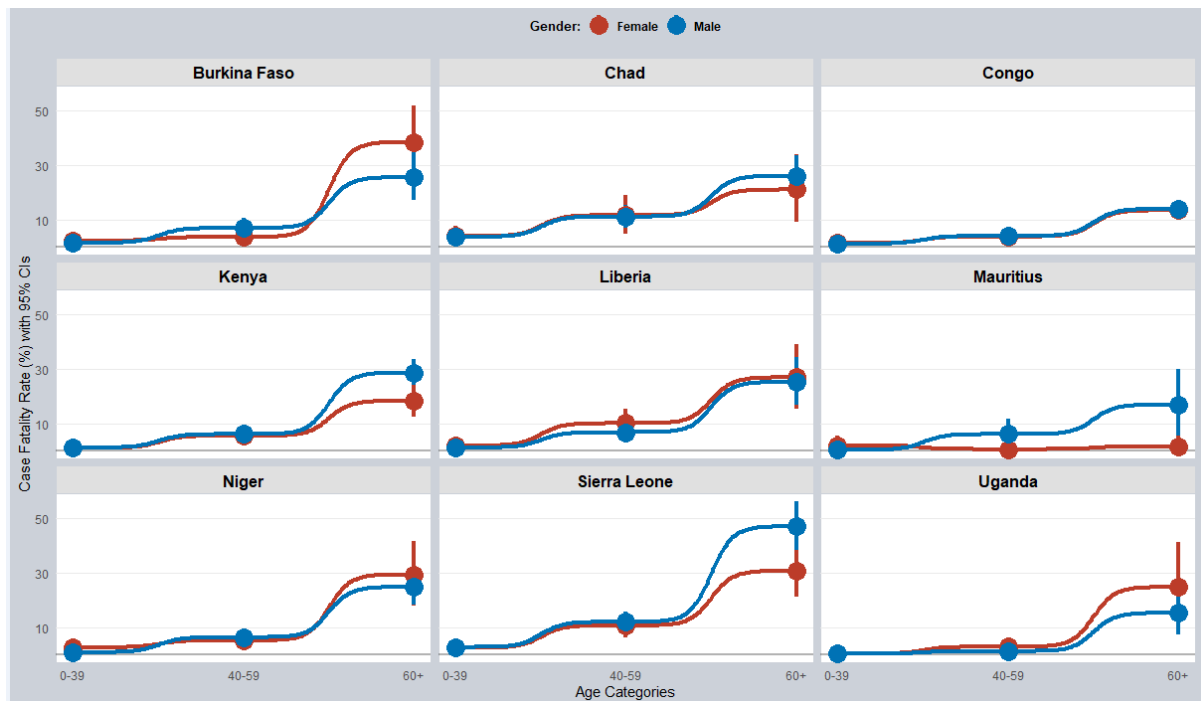 Gender: Female Male
Case Fatality Rate (%) with 95% CIs
Burkina Faso Chad Congo
50
30
10
Kenya Liberia Mauritius
50
30
10
Niger Sierra Leone Uganda
50
30
10
0-39 40-59 60+ 0-39 40-59 60+ 0-39 40-59 60+
Age Categories